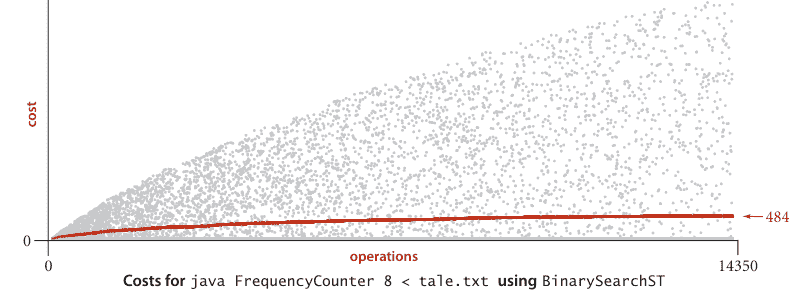 cost
484
0
operations
0
14350
Costs for java FrequencyCounter 8 < tale.txt using BinarySearchST